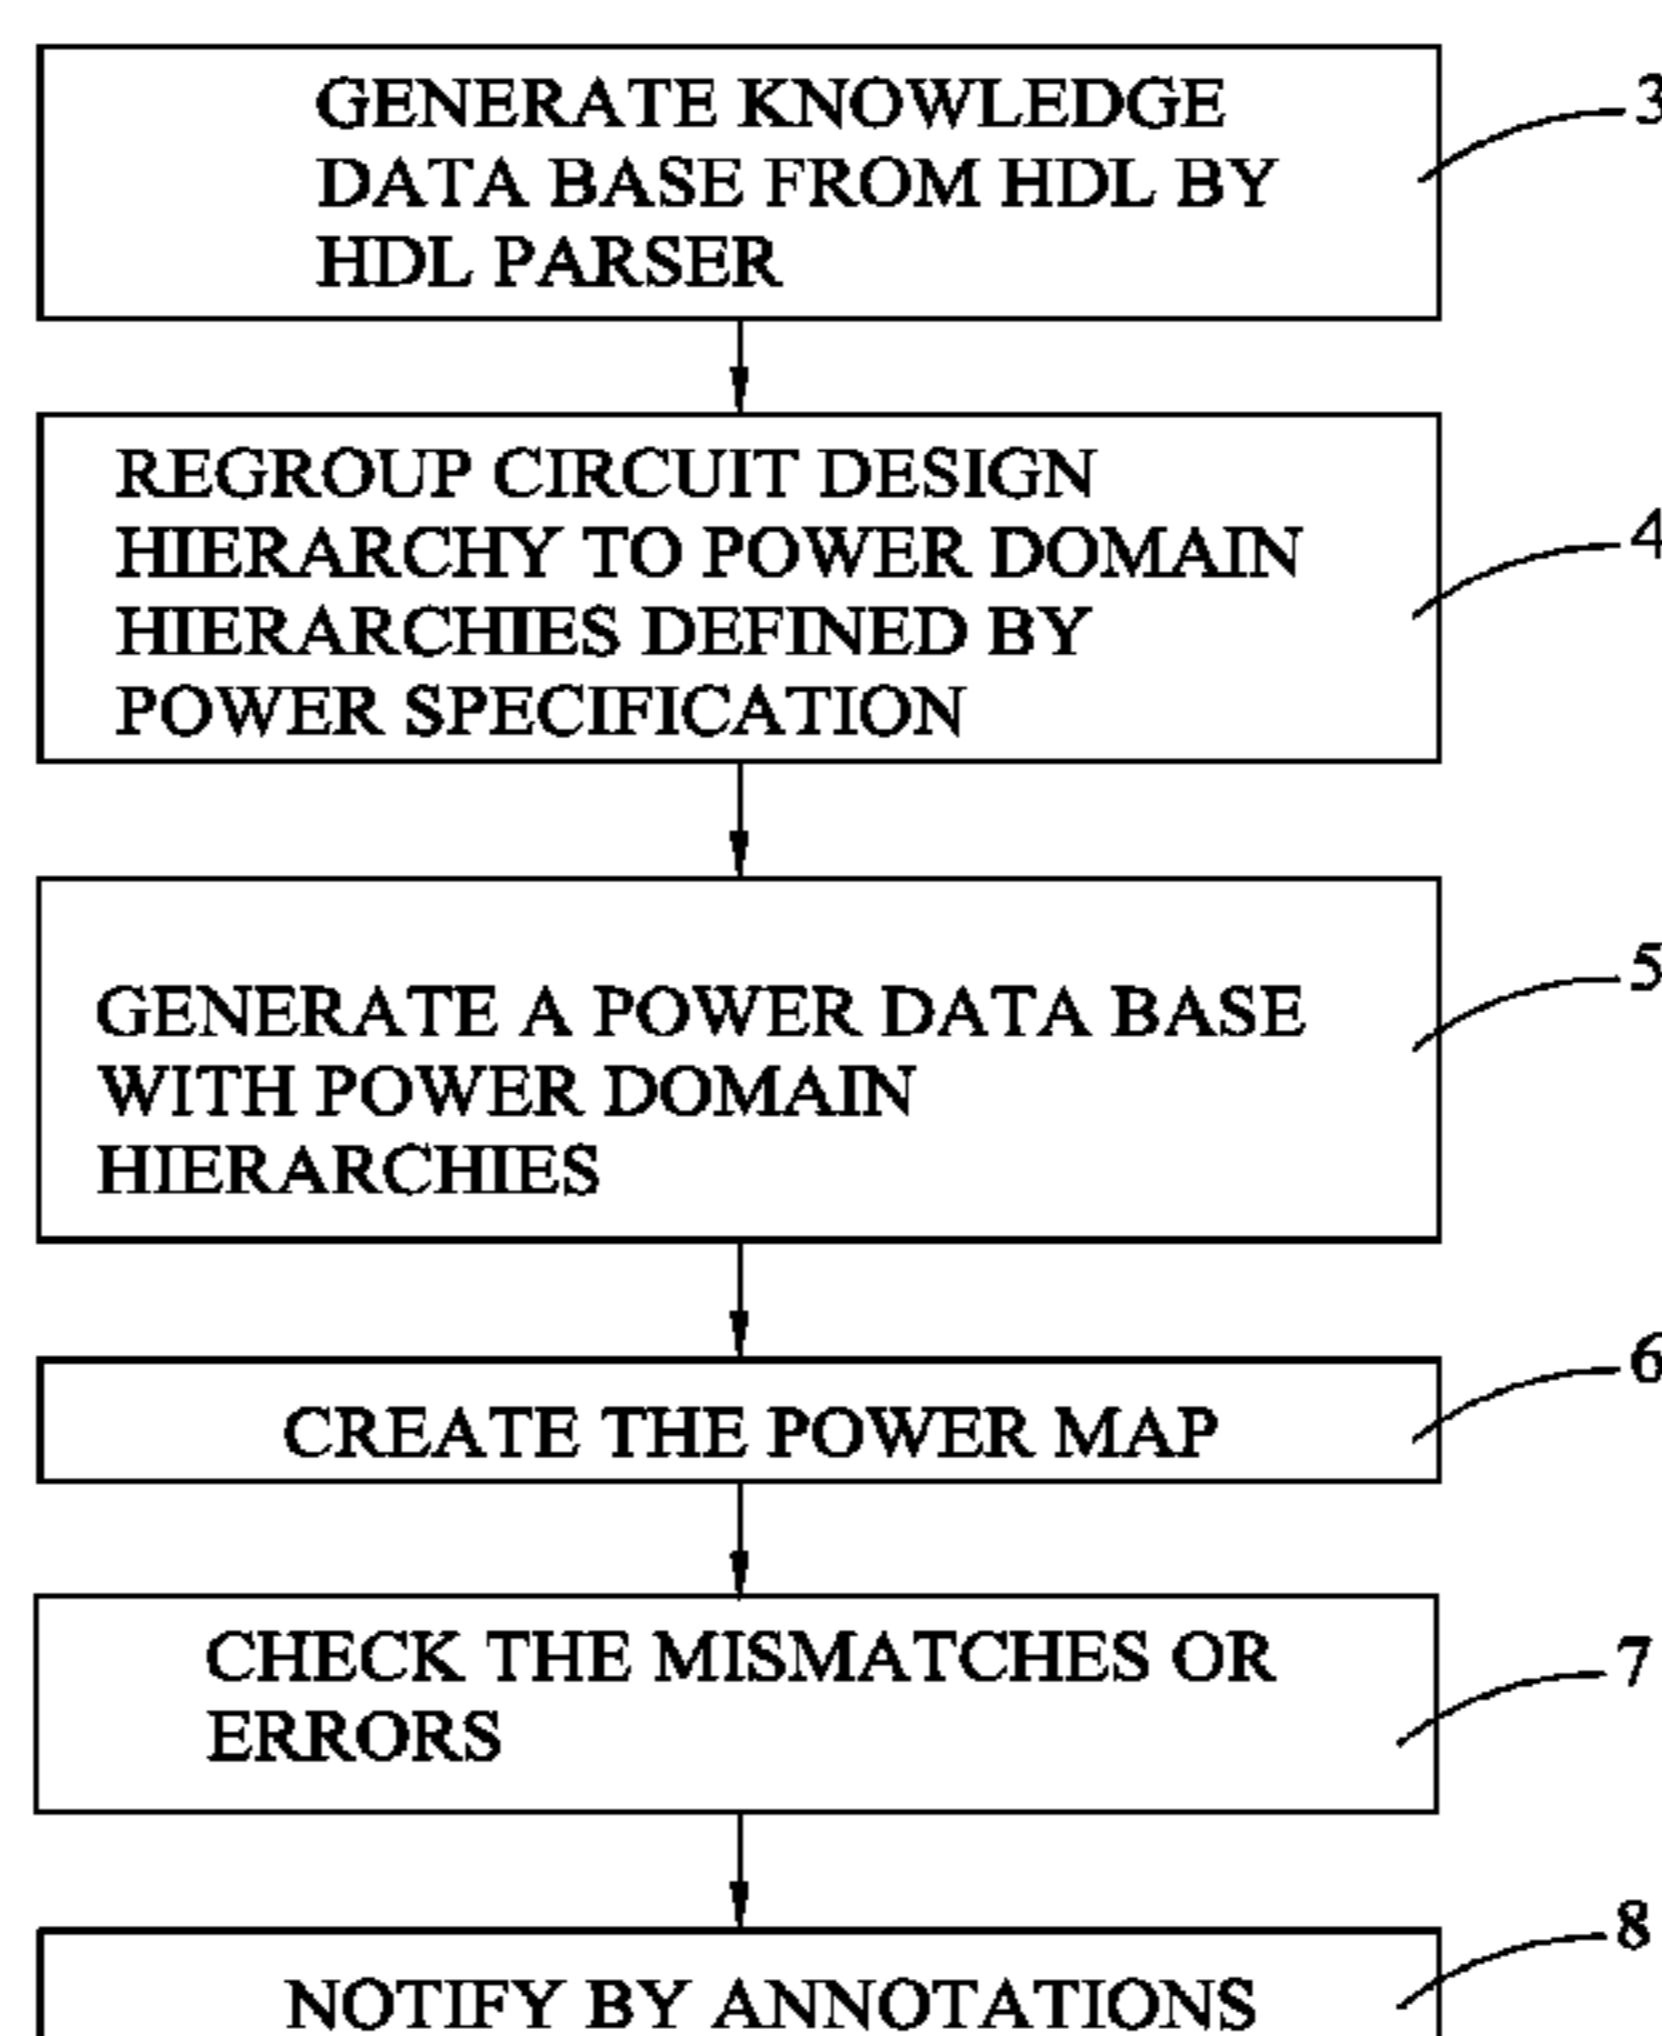 GENERATE KNOWLEDGE
DATA BASE FROM HDL BY
HDL PARSER
3
REGROUP CIRCUIT DESIGN
HIERARCHY TO POWER DOMAIN
HIERARCHIES DEFINED BY
POWER SPECIFICATION
4
GENERATE A POWER DATA BASE
WITH POWER DOMAIN
HIERARCHIES
5
CREATE THE POWER MAP
6
CHECK THE MISMATCHES OR
ERRORS
7
NOTIFY BY ANNOTATIONS
8